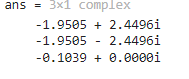 ans = 3×1 complex
-1.9505 + 2.4496i
-1.9505 - 2.4496i
-0.1039 + 0.0000i